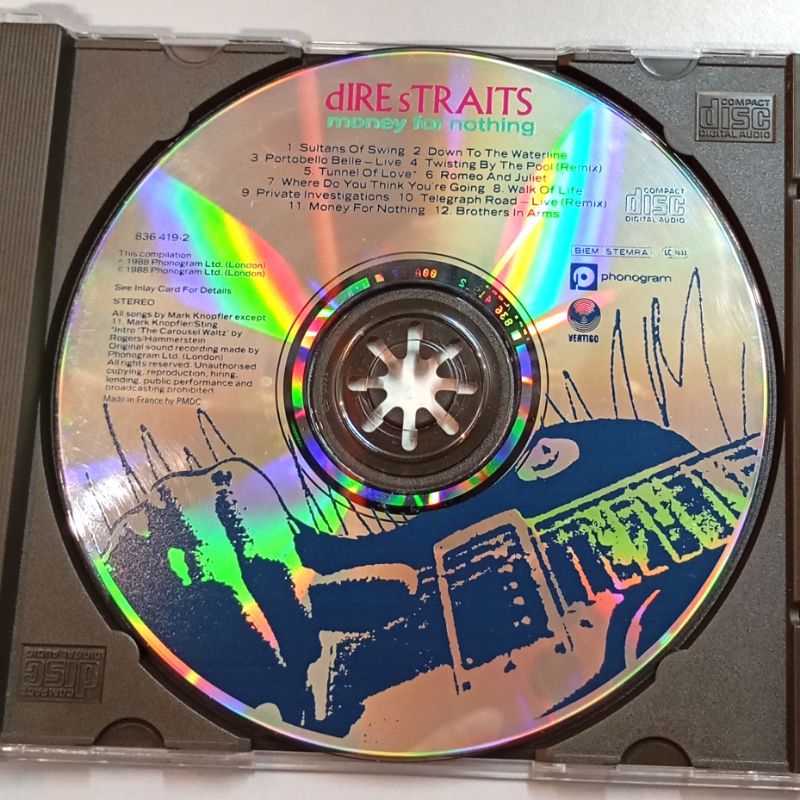 dIRE sTRAITS
money for nothing
1 Sultans Of Swing 2 Down To The Waterline
3 Portobello Belle – Live 4 Twisting By The Pool (Remix)
5 Tunnel Of Love* 6 Romeo And Juliet
7 Where Do You Think You're Going 8 Walk Of Life
9 Private Investigations 10 Telegraph Road – Live (Remix)
11 Money For Nothing 12 Brothers In Arms
COMPACT
disc
DIGITAL AUDIO
COMPACT
disc
DIGITAL AUDIO
836 419-2
This compilation
℗ 1988 Phonogram Ltd. (London)
© 1988 Phonogram Ltd. (London)
See Inlay Card For Details
STEREO
All songs by Mark Knopfler except
11. Mark Knopfler/Sting
*Intro 'The Carousel Waltz' by
Rogers/Hammerstein
Original sound recording made by
Phonogram Ltd. (London)
All rights reserved. Unauthorised
copying, reproduction, hiring,
lending, public performance and
broadcasting prohibited
Made in France by PMDC
BIEM STEMRA LC 1633
phonogram
VERTIGO
COMPACT
disc
DIGITAL AUDIO